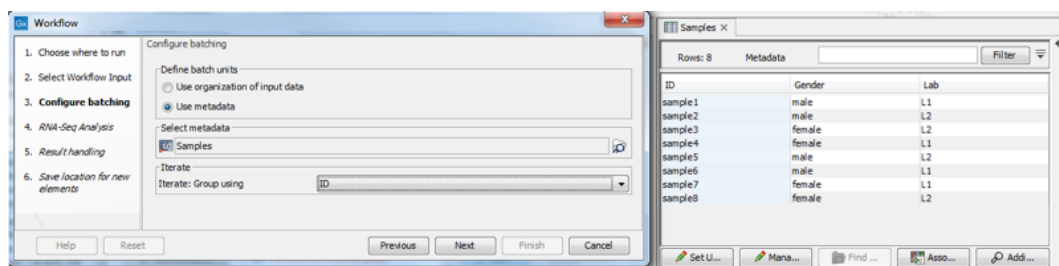 Gx Workflow
1. Choose where to run
2. Select Workflow Input
3. Configure batching
4. RNA-Seq Analysis
5. Result handling
6. Save location for new
elements
Configure batching
Define batch units
Use organization of input data
Use metadata
Select metadata
Samples
Iterate
Iterate: Group using ID
Help Reset Previous Next Finish Cancel
Samples
Rows: 8 Metadata Filter
ID Gender Lab
sample1 male L1
sample2 male L2
sample3 female L2
sample4 female L1
sample5 male L2
sample6 male L1
sample7 female L1
sample8 female L2
Set U... Mana... Find ... Asso... Addi...